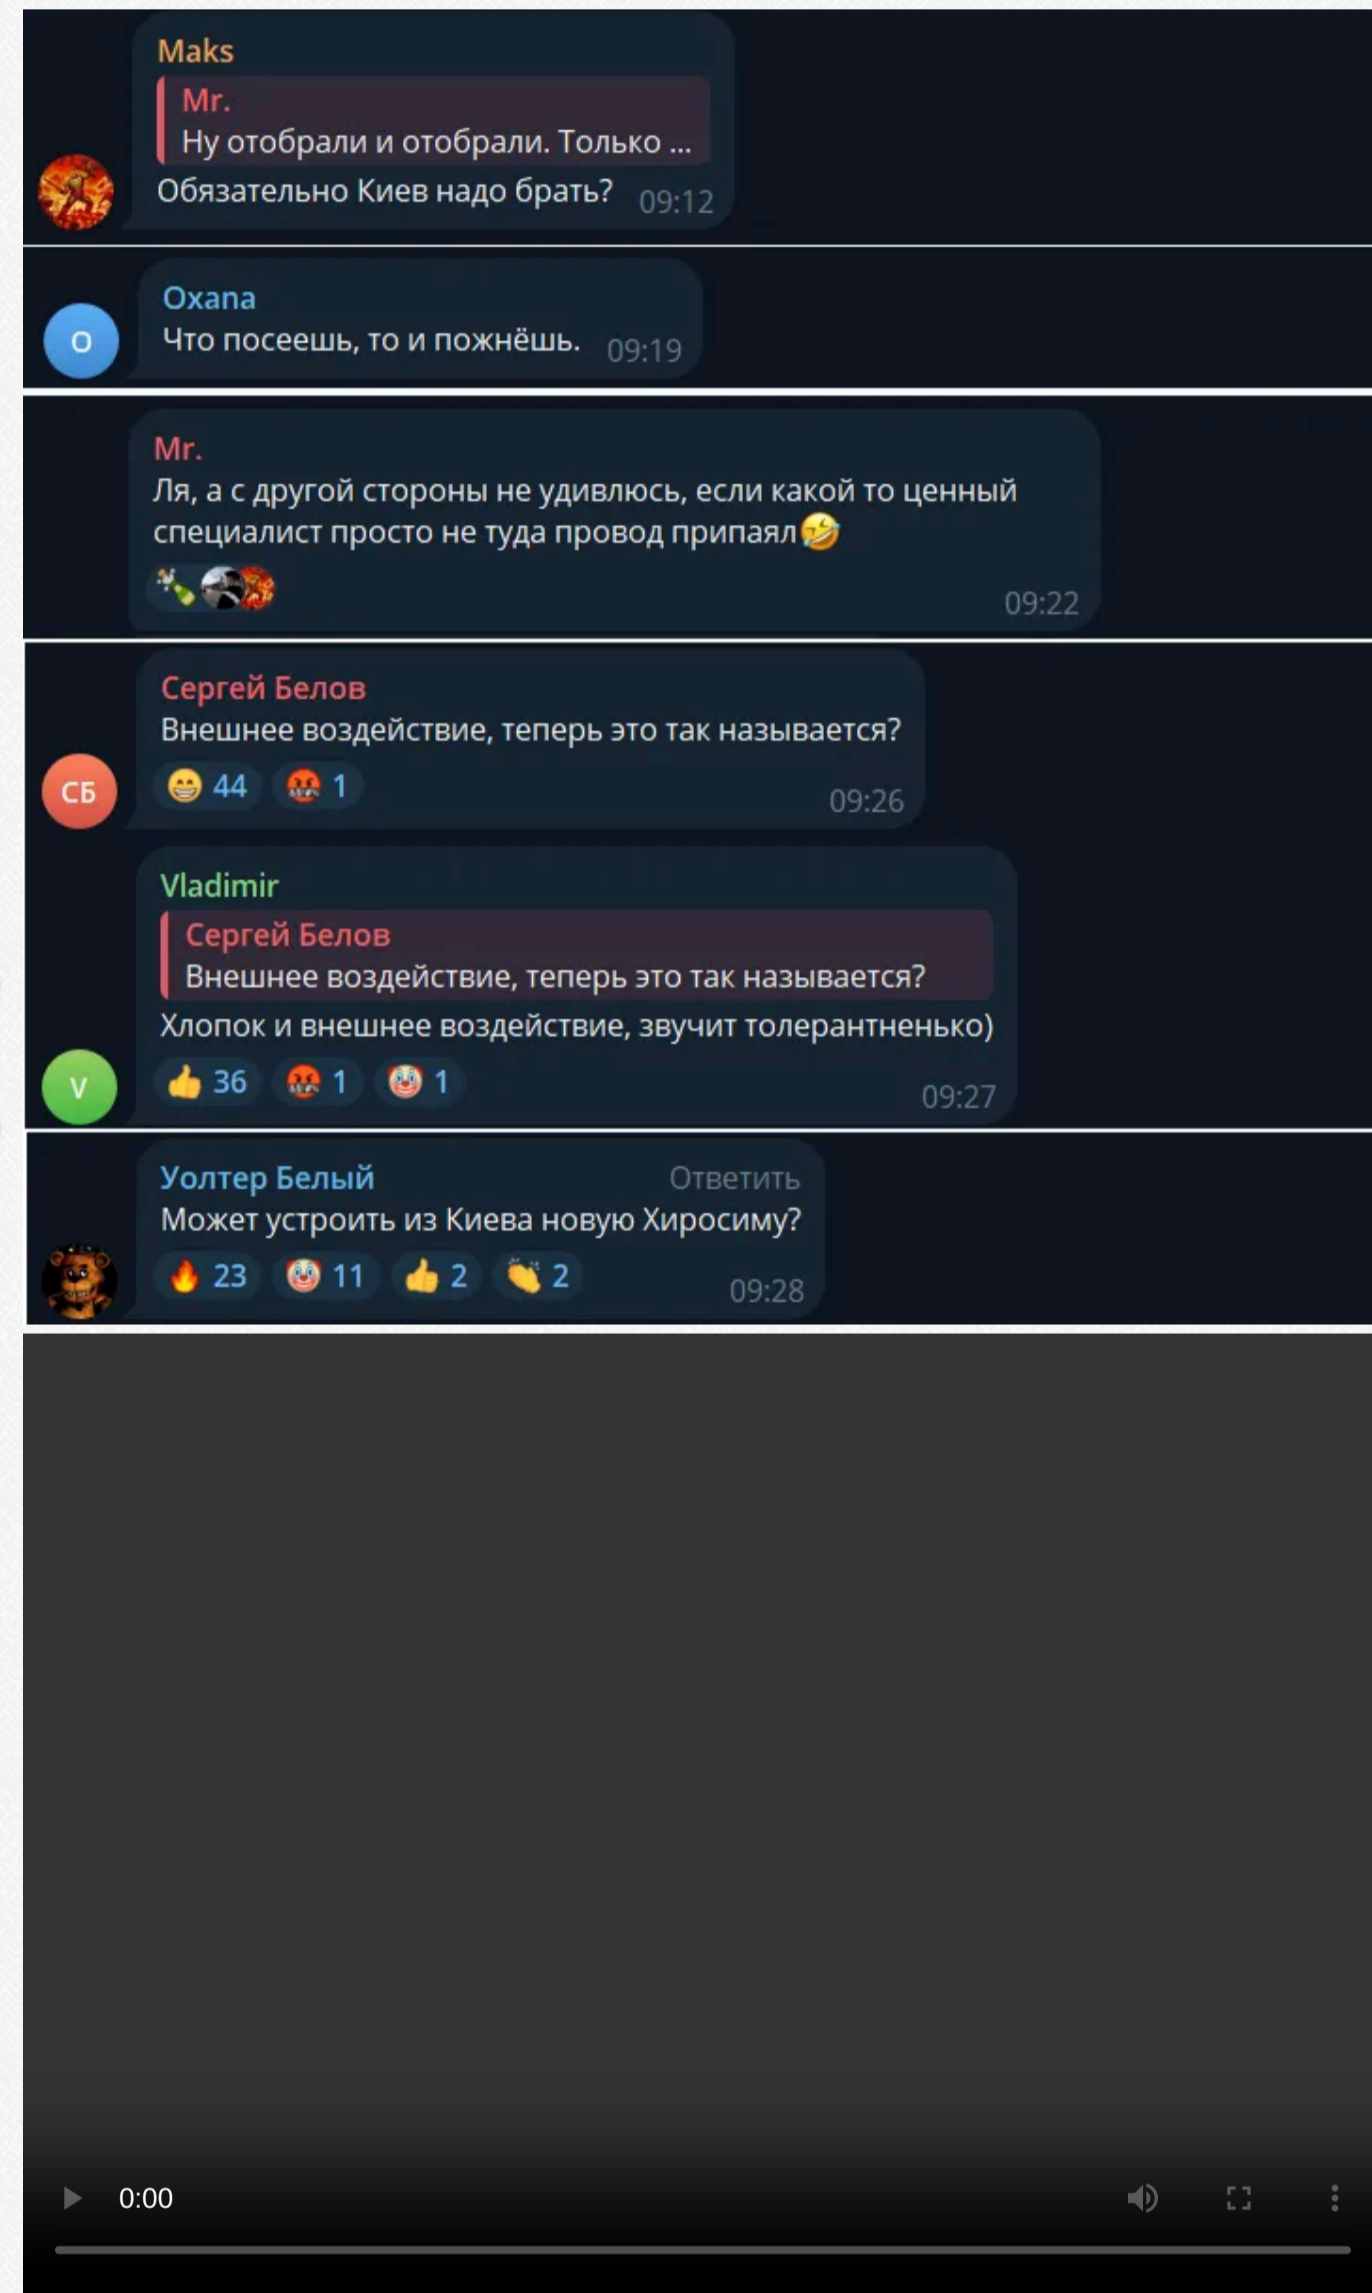 Maks
Mr.
Ну отобрали и отобрали. Только ...
Обязательно Киев надо брать?
09:12
O
Oxana
Что посеешь, то и пожнёшь.
09:19
Mr.
Ля, а с другой стороны не удивлюсь, если какой то ценный
специалист просто не туда провод припаял🤣
09:22
СБ
Сергей Белов
Внешнее воздействие, теперь это так называется?
😁 44 🤬 1
09:26
V
Vladimir
Сергей Белов
Внешнее воздействие, теперь это так называется?
Хлопок и внешнее воздействие, звучит толерантненько)
👍 36 🤬 1 🤡 1
09:27
Уолтер Белый Ответить
Может устроить из Киева новую Хиросиму?
🔥 23 🤡 11 👍 2 👏 2
09:28
0:00